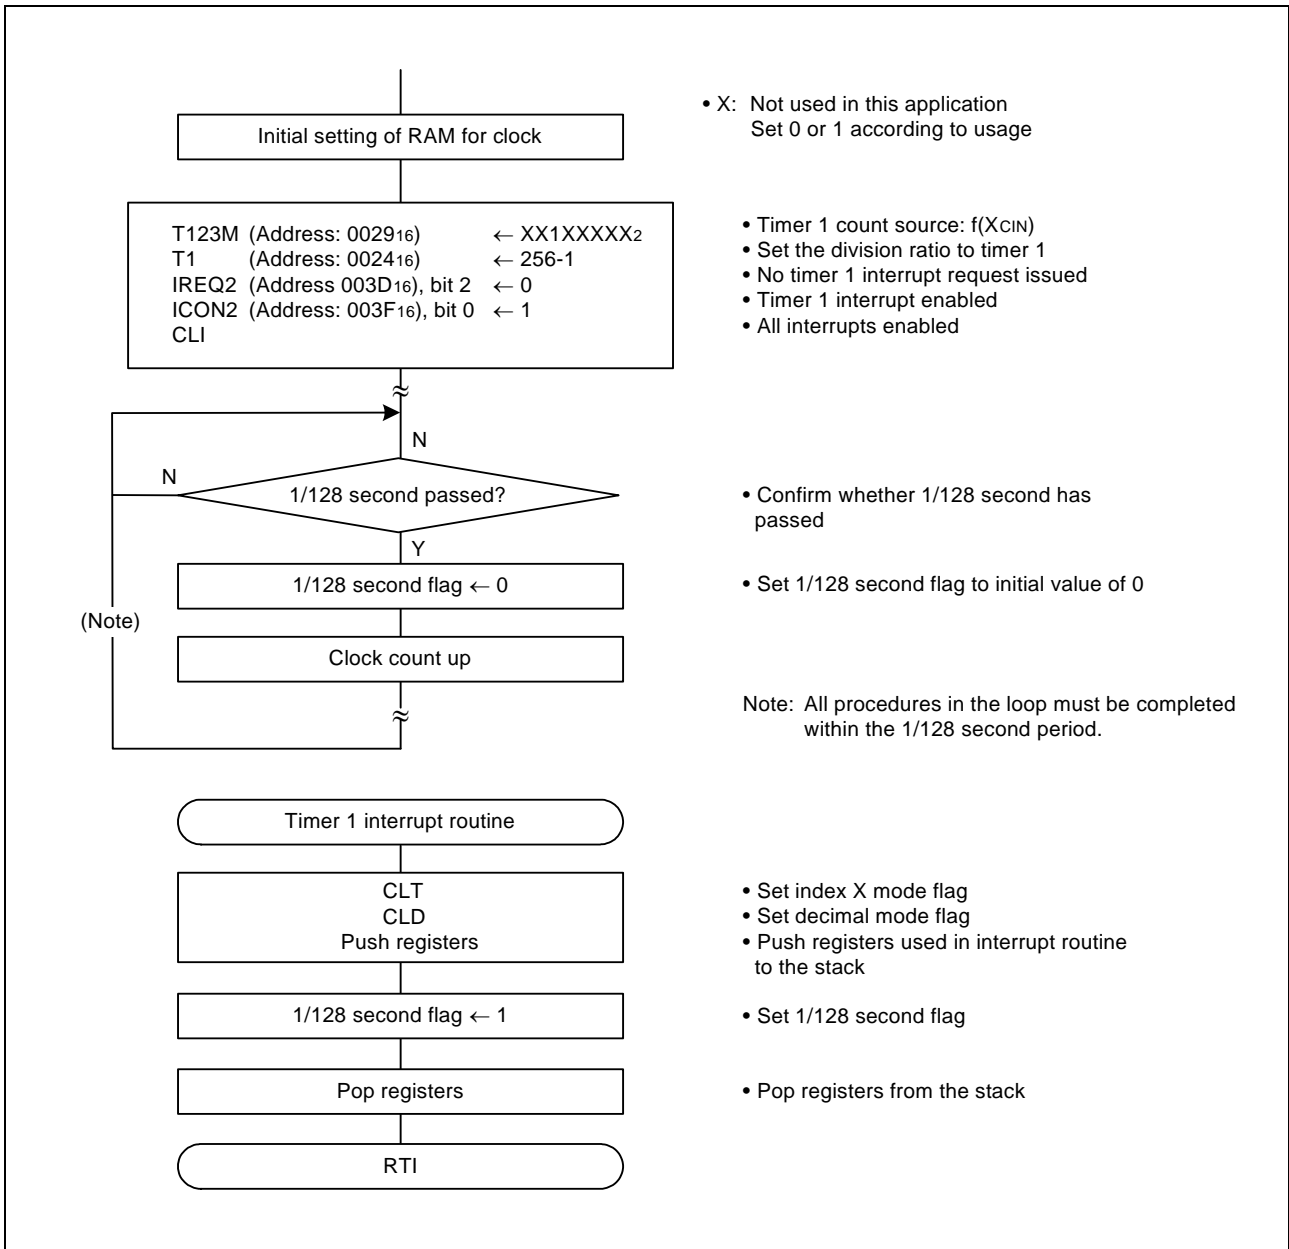 • X: Not used in this application
Set 0 or 1 according to usage
Initial setting of RAM for clock
T123M (Address: 002916) ← XX1XXXXX2
T1 (Address: 002416) ← 256-1
IREQ2 (Address 003D16), bit 2 ← 0
ICON2 (Address: 003F16), bit 0 ← 1
CLI
• Timer 1 count source: f(XCIN)
• Set the division ratio to timer 1
• No timer 1 interrupt request issued
• Timer 1 interrupt enabled
• All interrupts enabled
N
N
1/128 second passed?
• Confirm whether 1/128 second has
passed
Y
1/128 second flag ← 0
• Set 1/128 second flag to initial value of 0
(Note)
Clock count up
Note: All procedures in the loop must be completed
within the 1/128 second period.
Timer 1 interrupt routine
CLT
CLD
Push registers
• Set index X mode flag
• Set decimal mode flag
• Push registers used in interrupt routine
to the stack
1/128 second flag ← 1
• Set 1/128 second flag
Pop registers
• Pop registers from the stack
RTI